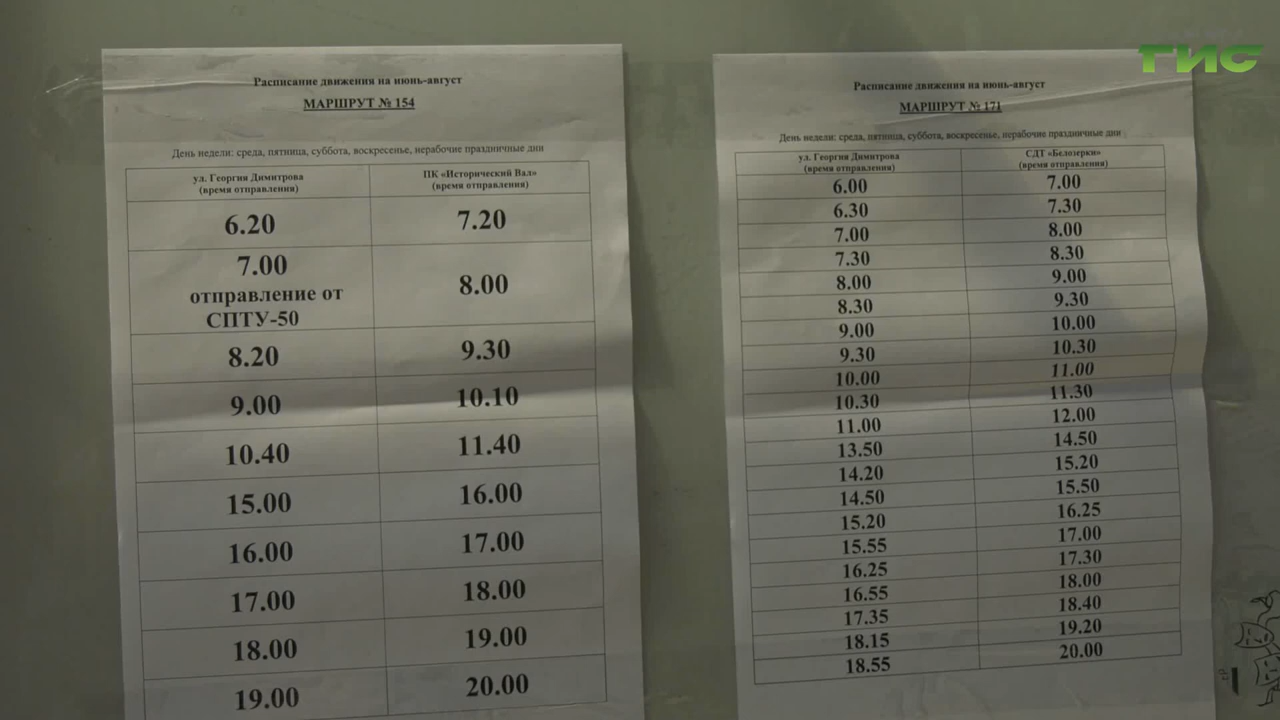 ТИС
Расписание движения на июнь-август
МАРШРУТ № 154
День недели: среда, пятница, суббота, воскресенье, нерабочие праздничные дни
ул. Георгия Димитрова ПК «Исторический Вал»
(время отправления) (время отправления)
6.20 7.20
7.00
отправление от 8.00
СПТУ-50
8.20 9.30
9.00 10.10
10.40 11.40
15.00 16.00
16.00 17.00
17.00 18.00
18.00 19.00
19.00 20.00
Расписание движения на июнь-август
МАРШРУТ № 171
День недели: среда, пятница, суббота, воскресенье, нерабочие праздничные дни
ул. Георгия Димитрова СДТ «Белозерки»
(время отправления) (время отправления)
6.00 7.00
6.30 7.30
7.00 8.00
7.30 8.30
8.00 9.00
8.30 9.30
9.00 10.00
9.30 10.30
10.00 11.00
10.30 11.30
11.00 12.00
13.50 14.50
14.20 15.20
14.50 15.50
15.20 16.25
15.55 17.00
16.25 17.30
16.55 18.00
17.35 18.40
18.15 19.20
18.55 20.00